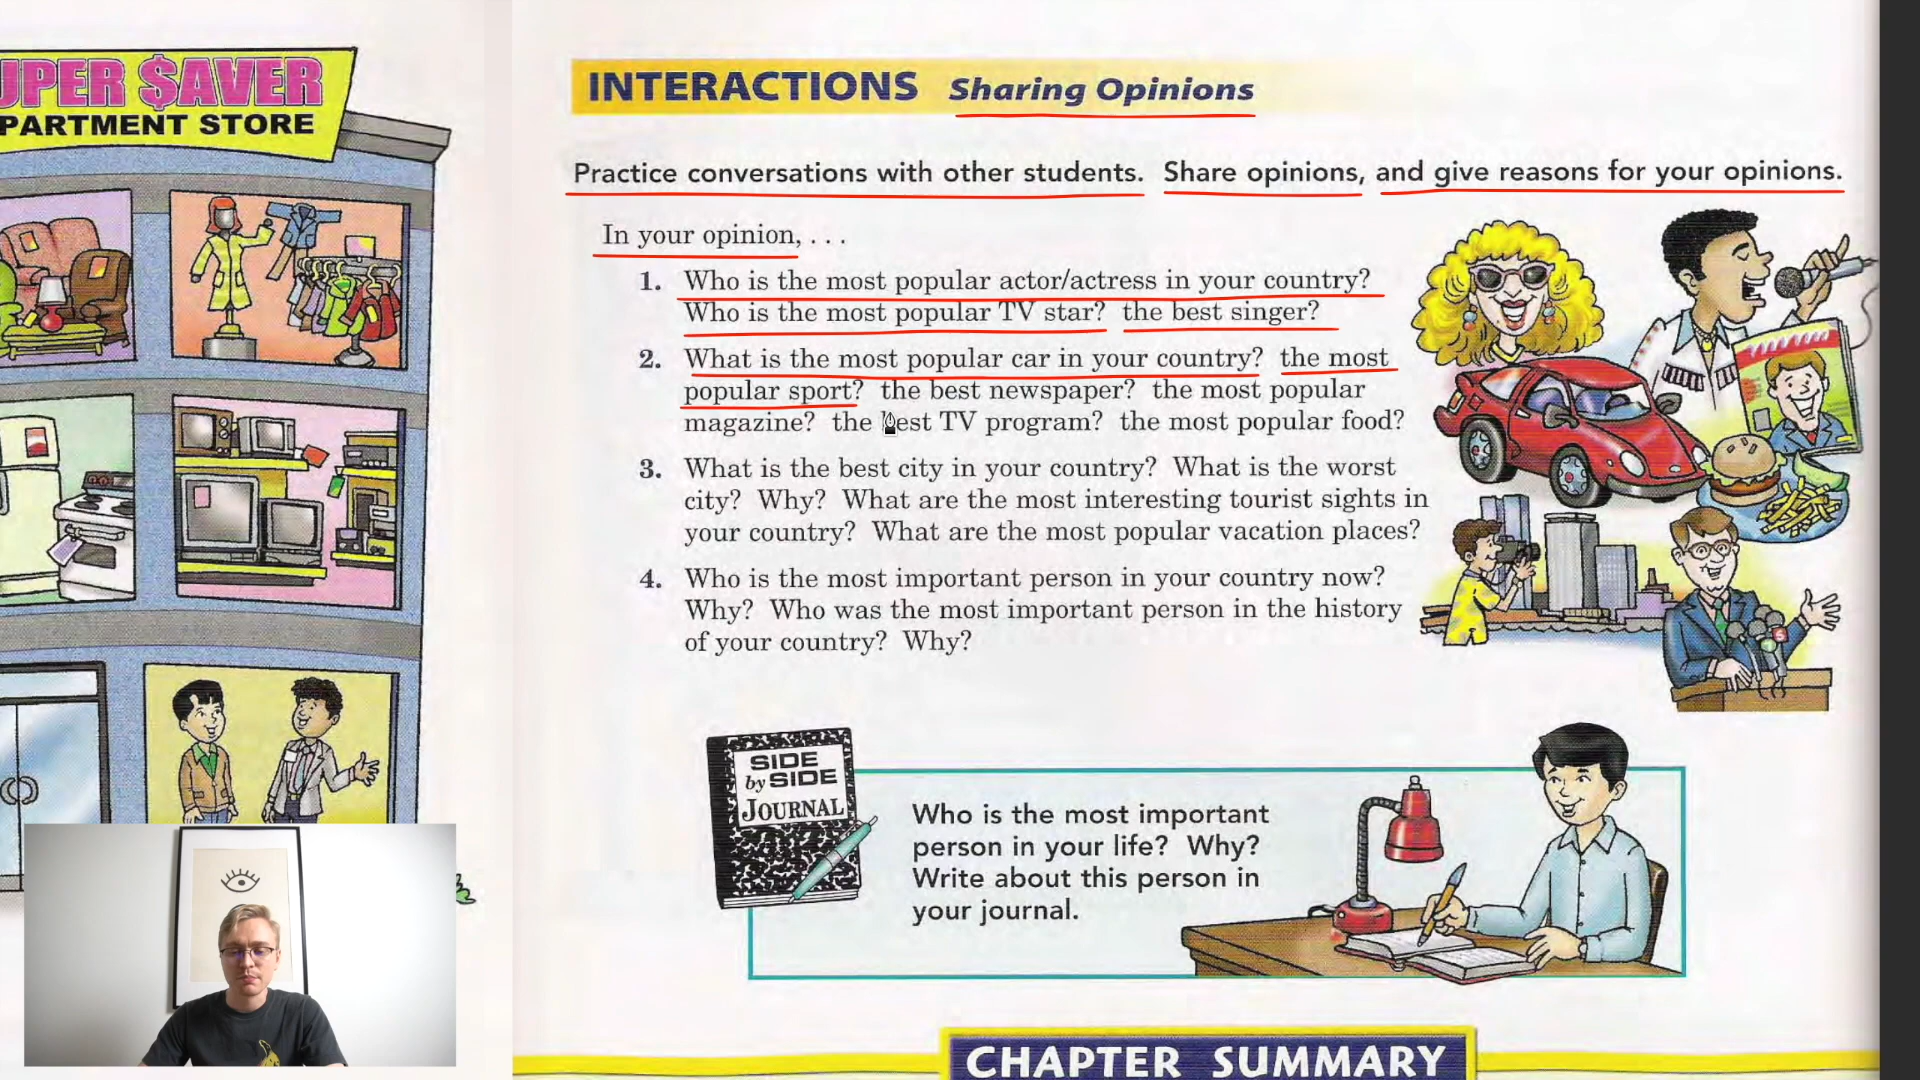 UPER $AVER
PARTMENT STORE
INTERACTIONS Sharing Opinions
Practice conversations with other students. Share opinions, and give reasons for your opinions.
In your opinion, . . .
1. Who is the most popular actor/actress in your country?
Who is the most popular TV star? the best singer?
2. What is the most popular car in your country? the most
popular sport? the best newspaper? the most popular
magazine? the best TV program? the most popular food?
3. What is the best city in your country? What is the worst
city? Why? What are the most interesting tourist sights in
your country? What are the most popular vacation places?
4. Who is the most important person in your country now?
Why? Who was the most important person in the history
of your country? Why?
SIDE
by SIDE
JOURNAL
Who is the most important
person in your life? Why?
Write about this person in
your journal.
CHAPTER SUMMARY